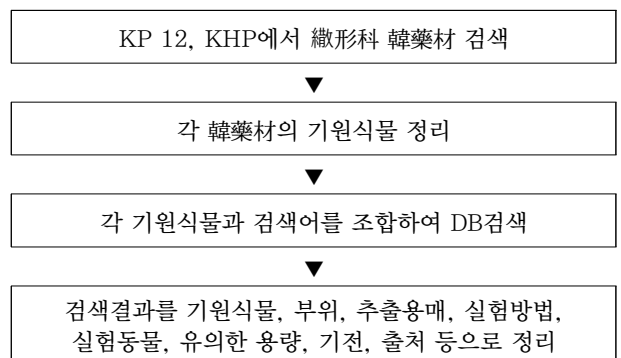 KP 12, KHP에서 繖形科 韓藥材 검색
▼
각 韓藥材의 기원식물 정리
▼
각 기원식물과 검색어를 조합하여 DB검색
▼
검색결과를 기원식물, 부위, 추출용매, 실험방법,
실험동물, 유의한 용량, 기전, 출처 등으로 정리